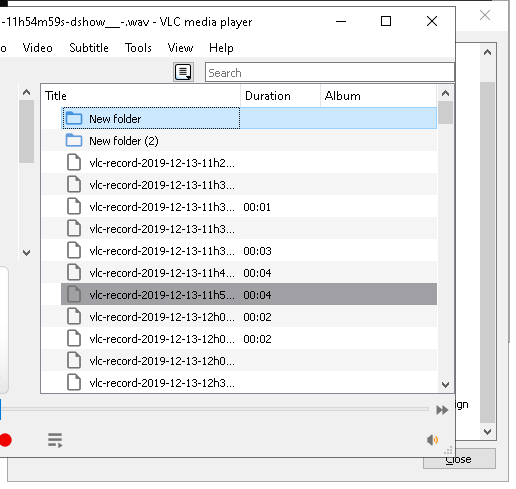 -11h54m59s-dshow__-.wav - VLC media player
o Video Subtitle Tools View Help
Search
Title Duration Album
New folder
New folder (2)
vlc-record-2019-12-13-11h2...
vlc-record-2019-12-13-11h3...
vlc-record-2019-12-13-11h3... 00:01
vlc-record-2019-12-13-11h3...
vlc-record-2019-12-13-11h3... 00:03
vlc-record-2019-12-13-11h4... 00:04
vlc-record-2019-12-13-11h5... 00:04
vlc-record-2019-12-13-12h0... 00:02
vlc-record-2019-12-13-12h0... 00:02
vlc-record-2019-12-13-12h0...
vlc-record-2019-12-13-12h3...
ign
Close